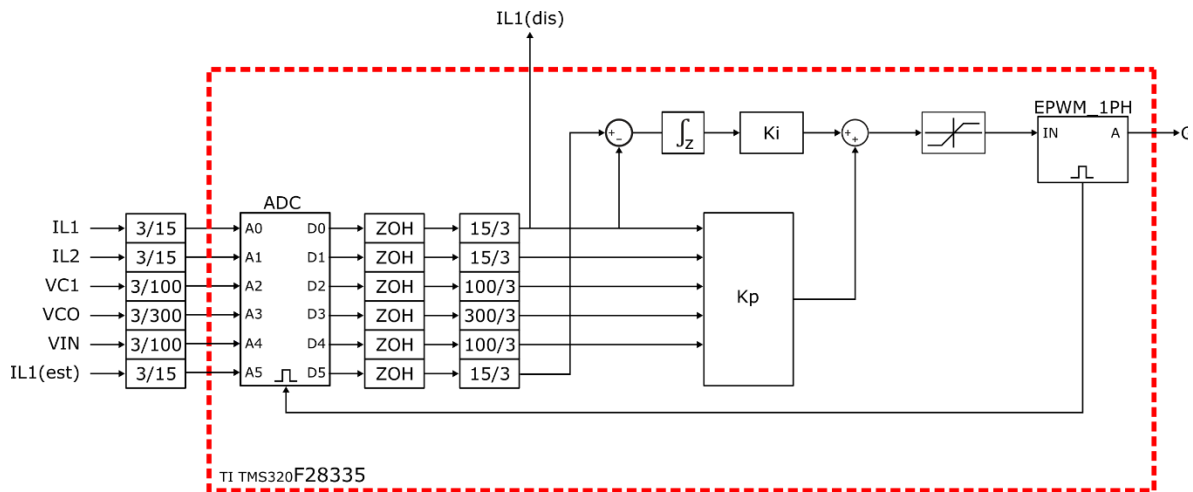 IL1(dis)
EPWM_1PH
IN A
G
+
-
∫z
Ki
+
+
ADC
IL1 3/15 A0 D0 ZOH 15/3
IL2 3/15 A1 D1 ZOH 15/3
VC1 3/100 A2 D2 ZOH 100/3
VCO 3/300 A3 D3 ZOH 300/3
VIN 3/100 A4 D4 ZOH 100/3
IL1(est) 3/15 A5 D5 ZOH 15/3
Kp
TI TMS320F28335